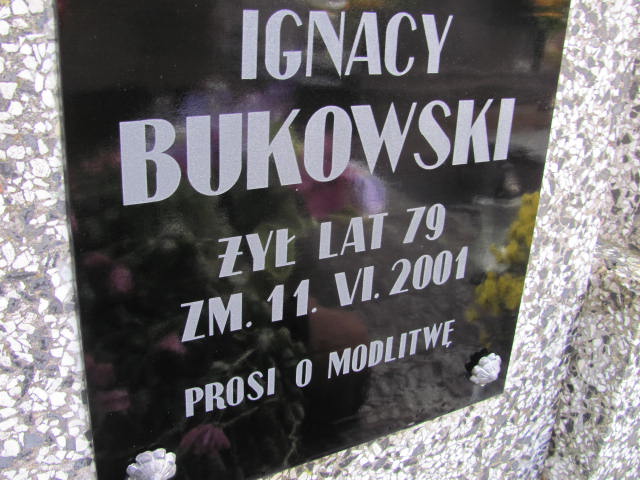 IGNACY
BUKOWSKI
ŻYŁ LAT 79
ZM. 11. VI. 2001
PROSI O MODLITWĘ